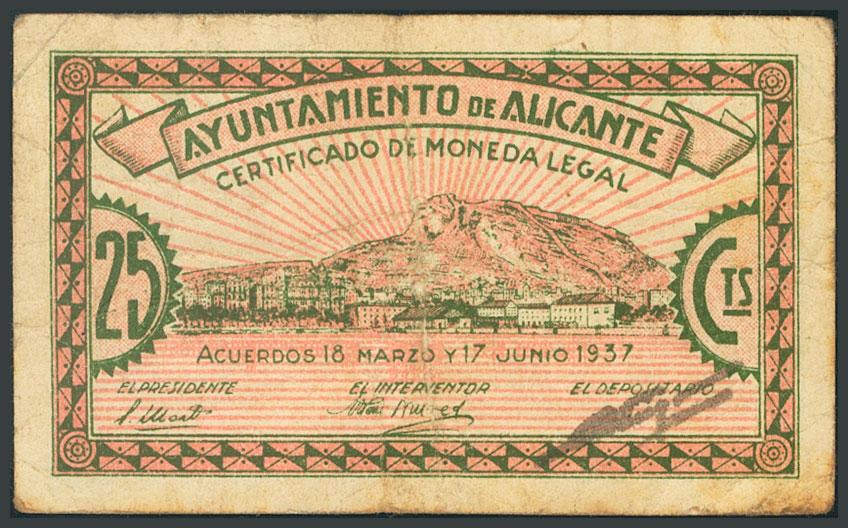 AYUNTAMIENTO DE ALICANTE
CERTIFICADO DE MONEDA LEGAL
25 CTS
ACUERDOS 18 MARZO Y 17 JUNIO 1937
EL PRESIDENTE EL INTERVENTOR EL DEPOSITARIO